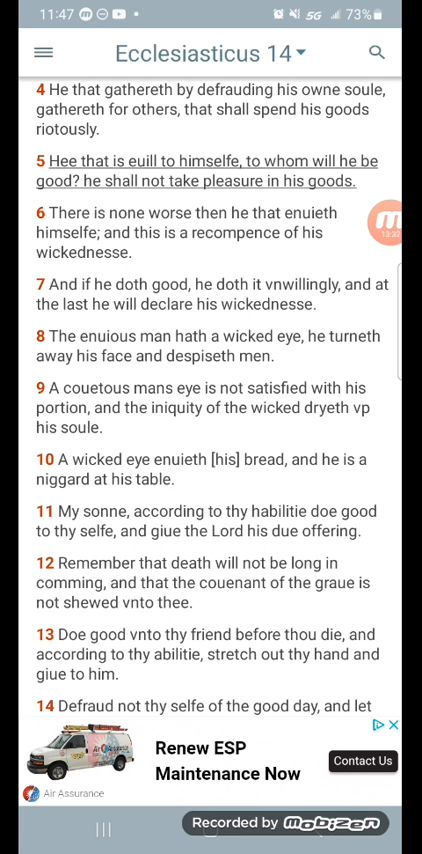 11:47 m 5G 73%
Ecclesiasticus 14
4 He that gathereth by defrauding his owne soule,
gathereth for others, that shall spend his goods
riotously.
5 Hee that is euill to himselfe, to whom will he be
good? he shall not take pleasure in his goods.
6 There is none worse then he that enuieth
himselfe; and this is a recompence of his
wickednesse.
m
13:32
7 And if he doth good, he doth it vnwillingly, and at
the last he will declare his wickednesse.
8 The enuious man hath a wicked eye, he turneth
away his face and despiseth men.
9 A couetous mans eye is not satisfied with his
portion, and the iniquity of the wicked dryeth vp
his soule.
10 A wicked eye enuieth [his] bread, and he is a
niggard at his table.
11 My sonne, according to thy habilitie doe good
to thy selfe, and giue the Lord his due offering.
12 Remember that death will not be long in
comming, and that the couenant of the graue is
not shewed vnto thee.
13 Doe good vnto thy friend before thou die, and
according to thy abilitie, stretch out thy hand and
giue to him.
14 Defraud not thy selfe of the good day, and let
Renew ESP
Maintenance Now
Contact Us
Air Assurance
Recorded by mobizen